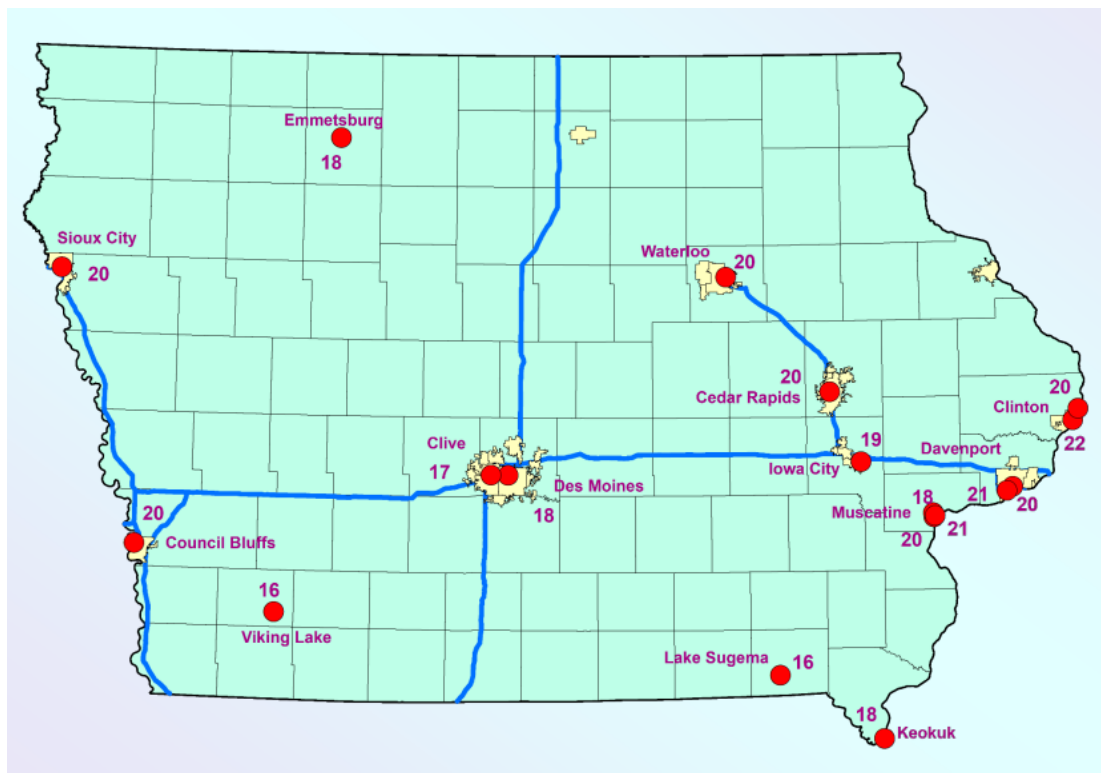 Emmetsburg
18
Sioux City
20
Waterloo
20
20
Cedar Rapids
20
Clinton
22
Clive
17
Des Moines
18
19
Iowa City
Davenport
21
20
18
Muscatine
21
20
20
Council Bluffs
16
Viking Lake
Lake Sugema
16
18
Keokuk